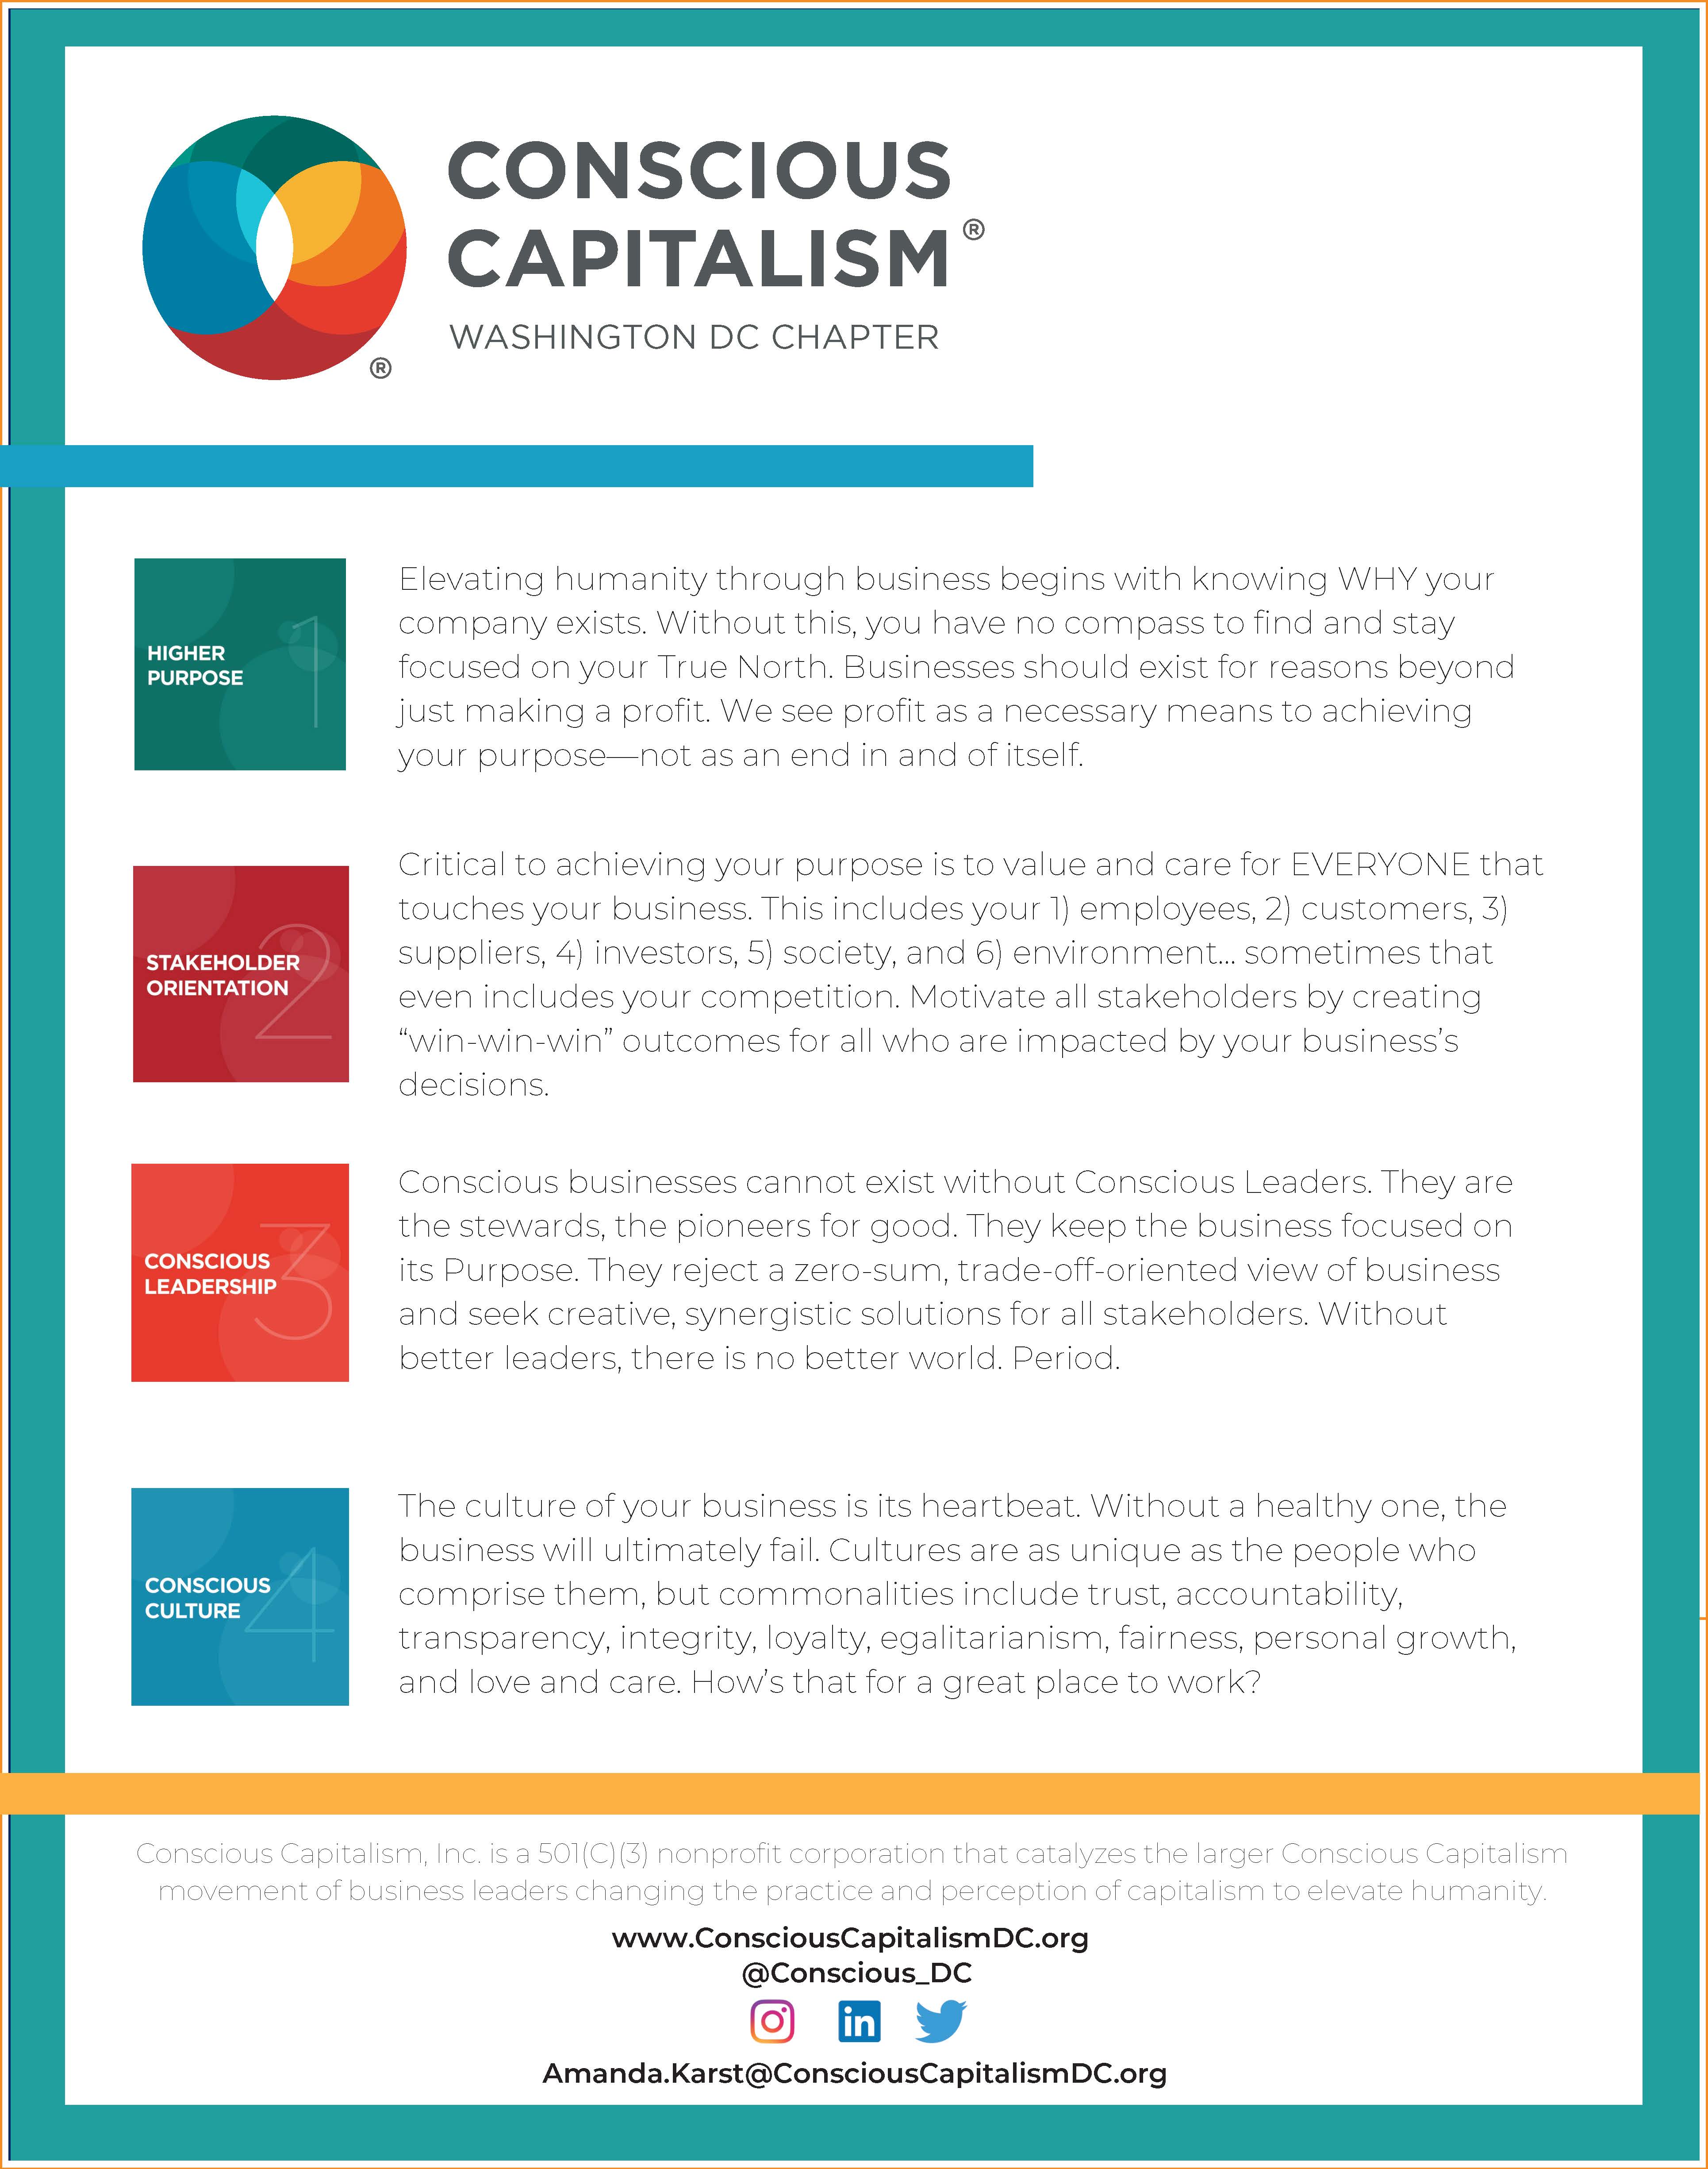 CONSCIOUS
CAPITALISM®
WASHINGTON DC CHAPTER
®
HIGHER
PURPOSE
1
Elevating humanity through business begins with knowing WHY your
company exists. Without this, you have no compass to find and stay
focused on your True North. Businesses should exist for reasons beyond
just making a profit. We see profit as a necessary means to achieving
your purpose—not as an end in and of itself.
STAKEHOLDER
ORIENTATION
2
Critical to achieving your purpose is to value and care for EVERYONE that
touches your business. This includes your 1) employees, 2) customers, 3)
suppliers, 4) investors, 5) society, and 6) environment... sometimes that
even includes your competition. Motivate all stakeholders by creating
“win-win-win” outcomes for all who are impacted by your business’s
decisions.
CONSCIOUS
LEADERSHIP
3
Conscious businesses cannot exist without Conscious Leaders. They are
the stewards, the pioneers for good. They keep the business focused on
its Purpose. They reject a zero-sum, trade-off-oriented view of business
and seek creative, synergistic solutions for all stakeholders. Without
better leaders, there is no better world. Period.
CONSCIOUS
CULTURE
4
The culture of your business is its heartbeat. Without a healthy one, the
business will ultimately fail. Cultures are as unique as the people who
comprise them, but commonalities include trust, accountability,
transparency, integrity, loyalty, egalitarianism, fairness, personal growth,
and love and care. How’s that for a great place to work?
Conscious Capitalism, Inc. is a 501(C)(3) nonprofit corporation that catalyzes the larger Conscious Capitalism
movement of business leaders changing the practice and perception of capitalism to elevate humanity.
www.ConsciousCapitalismDC.org
@Conscious_DC
in
Amanda.Karst@ConsciousCapitalismDC.org